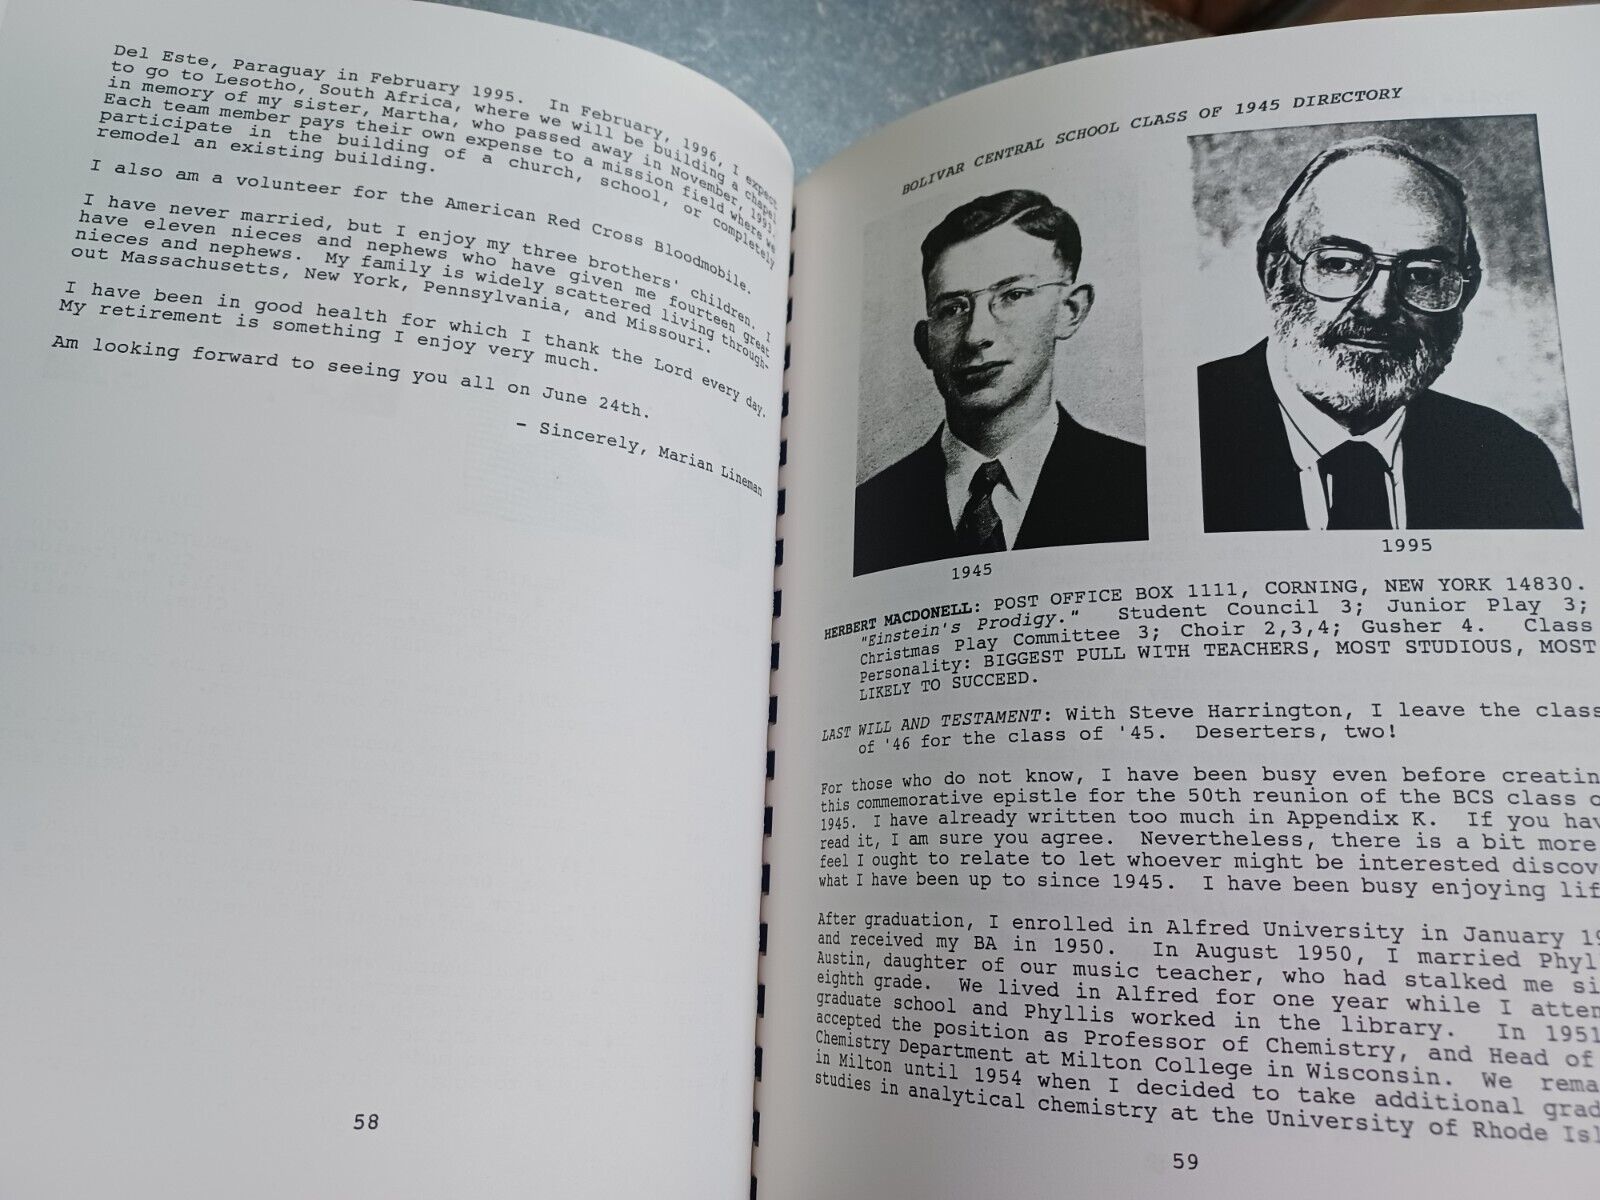 Del Este, Paraguay in February 1995.  In February, 1996, I expect
to go to Lesotho, South Africa, where we will be building a chapel
in memory of my sister, Martha, who passed away in November, 1993.
Each team member pays their own expense to a mission field where we
participate in the building of a church, school, or completely
remodel an existing building.
I also am a volunteer for the American Red Cross Bloodmobile.
I have never married, but I enjoy my three brothers' children. I
have eleven nieces and nephews who have given me fourteen great
nieces and nephews.  My family is widely scattered living through-
out Massachusetts, New York, Pennsylvania, and Missouri.
I have been in good health for which I thank the Lord every day.
My retirement is something I enjoy very much.
Am looking forward to seeing you all on June 24th.
- Sincerely, Marian Lineman
58
BOLIVAR CENTRAL SCHOOL CLASS OF 1945 DIRECTORY
1945
1995
HERBERT MACDONELL: POST OFFICE BOX 1111, CORNING, NEW YORK 14830.
"Einstein's Prodigy."  Student Council 3; Junior Play 3;
Christmas Play Committee 3; Choir 2,3,4; Gusher 4.  Class
Personality: BIGGEST PULL WITH TEACHERS, MOST STUDIOUS, MOST
LIKELY TO SUCCEED.
LAST WILL AND TESTAMENT: With Steve Harrington, I leave the class
of '46 for the class of '45.  Deserters, two!
For those who do not know, I have been busy even before creatin
this commemorative epistle for the 50th reunion of the BCS class o
1945.  I have already written too much in Appendix K.  If you hav
read it, I am sure you agree.  Nevertheless, there is a bit more
feel I ought to relate to let whoever might be interested discov
what I have been up to since 1945.  I have been busy enjoying lif
After graduation, I enrolled in Alfred University in January 19
and received my BA in 1950.  In August 1950, I married Phyl
Austin, daughter of our music teacher, who had stalked me si
eighth grade.  We lived in Alfred for one year while I atten
graduate school and Phyllis worked in the library.  In 1951
accepted the position as Professor of Chemistry, and Head of
Chemistry Department at Milton College in Wisconsin.  We rema
in Milton until 1954 when I decided to take additional grad
studies in analytical chemistry at the University of Rhode Isl
59